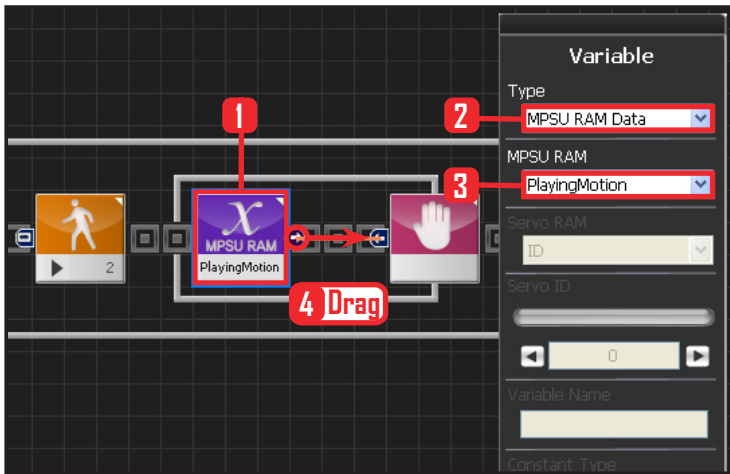 1
X
MPSU RAM
PlayingMotion
2
4 Drag
Variable
Type
2
MPSU RAM Data
MPSU RAM
3
PlayingMotion
Servo RAM
ID
Servo ID
0
Variable Name
Constant Type